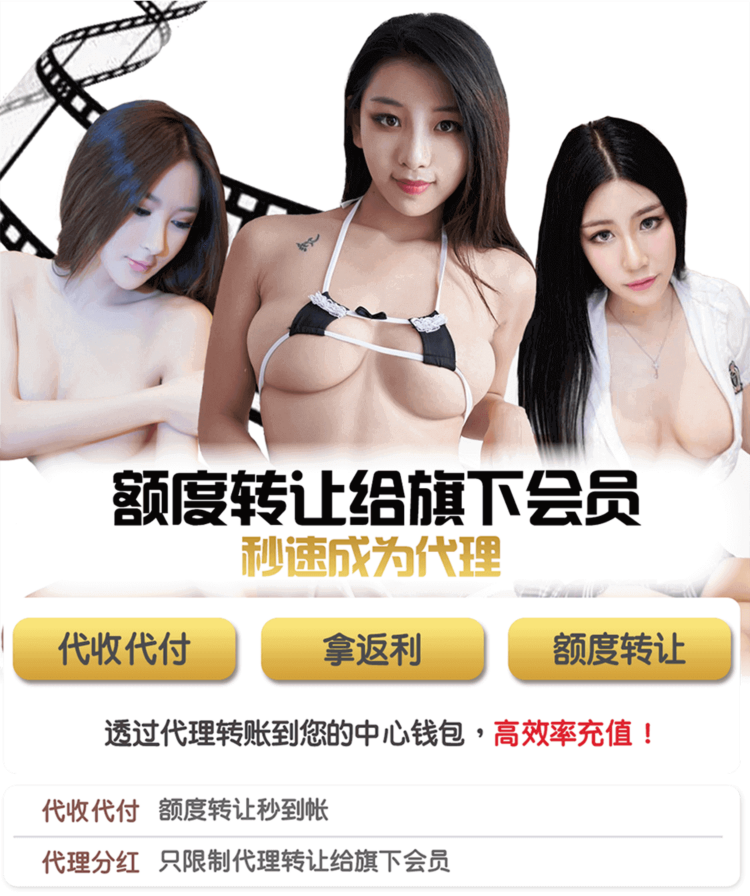 额度转让给旗下会员
秒速成为代理
代收代付
拿返利
额度转让
透过代理转账到您的中心钱包，高效率充值！
代收代付 额度转让秒到帐
代理分红 只限制代理转让给旗下会员